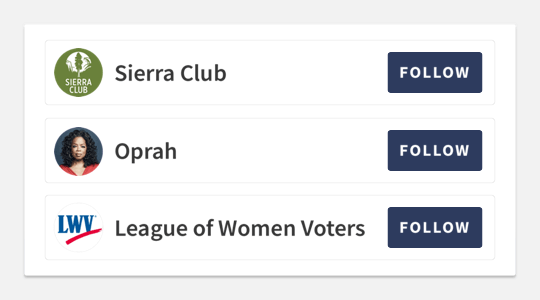 SIERRA
CLUB
Sierra Club
FOLLOW
Oprah
FOLLOW
LWV
League of Women Voters
FOLLOW